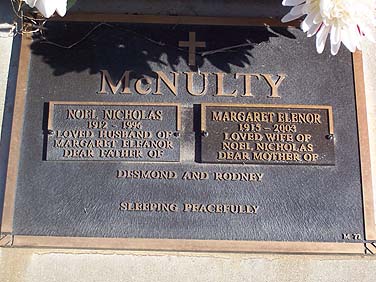 McNULTY
NOEL NICHOLAS
1912 - 1996
LOVED HUSBAND OF
MARGARET ELEANOR
DEAR FATHER OF
MARGARET ELENOR
1915 - 2003
LOVED WIFE OF
NOEL NICHOLAS
DEAR MOTHER OF
DESMOND AND RODNEY
SLEEPING PEACEFULLY